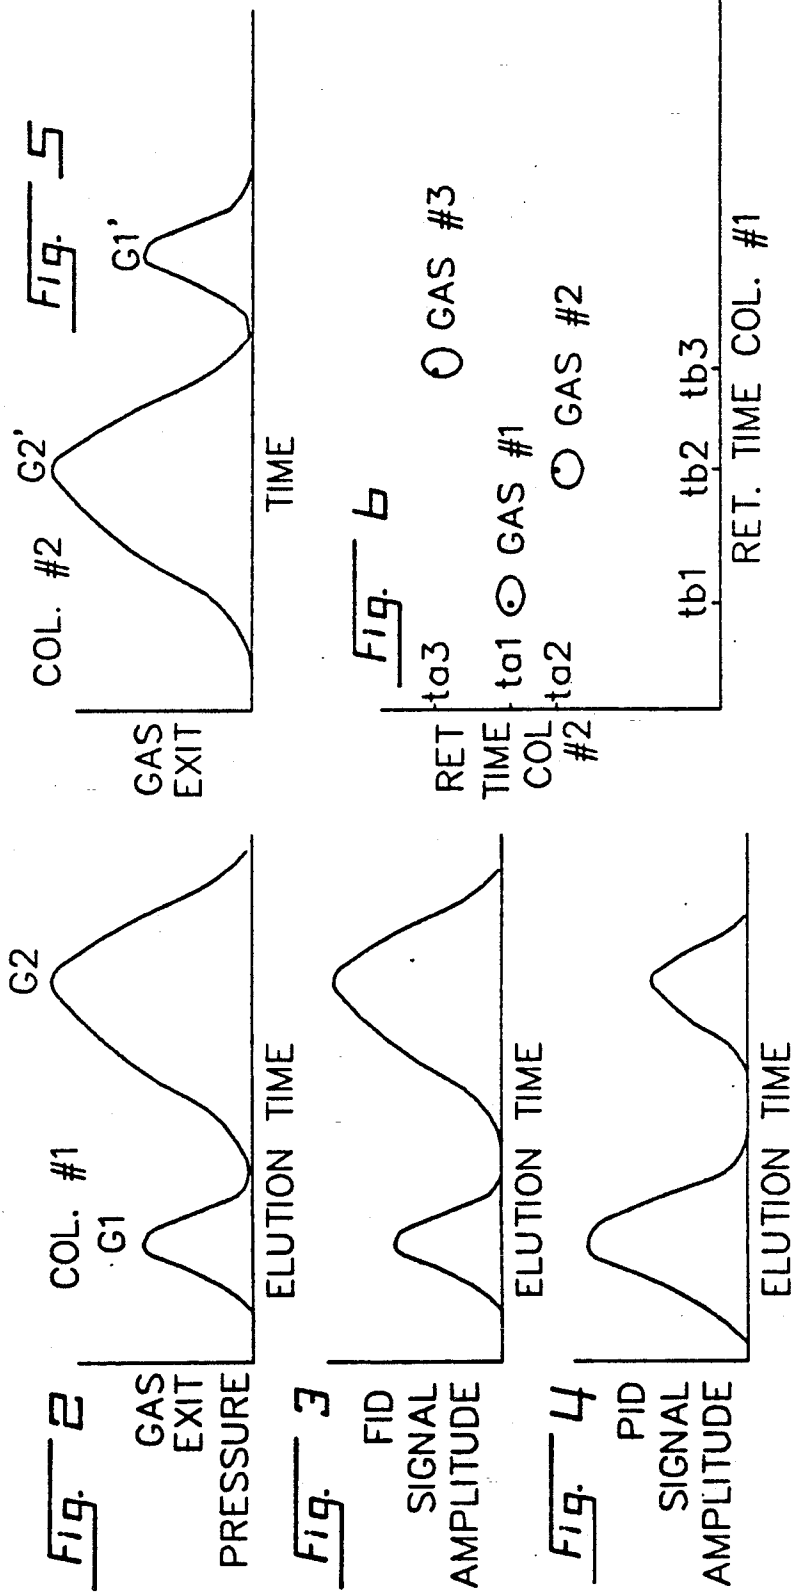 Fig. 2
COL. #1
G1
G2
GAS
EXIT
PRESSURE
ELUTION TIME
Fig. 3
FID
SIGNAL
AMPLITUDE
ELUTION TIME
Fig. 4
PID
SIGNAL
AMPLITUDE
ELUTION TIME
Fig. 5
COL. #2
G2'
G1'
GAS
EXIT
TIME
Fig. 6
RET
TIME
COL
#2
ta3
ta1
ta2
GAS #3
GAS #1
GAS #2
tb1
tb2
tb3
RET. TIME COL. #1